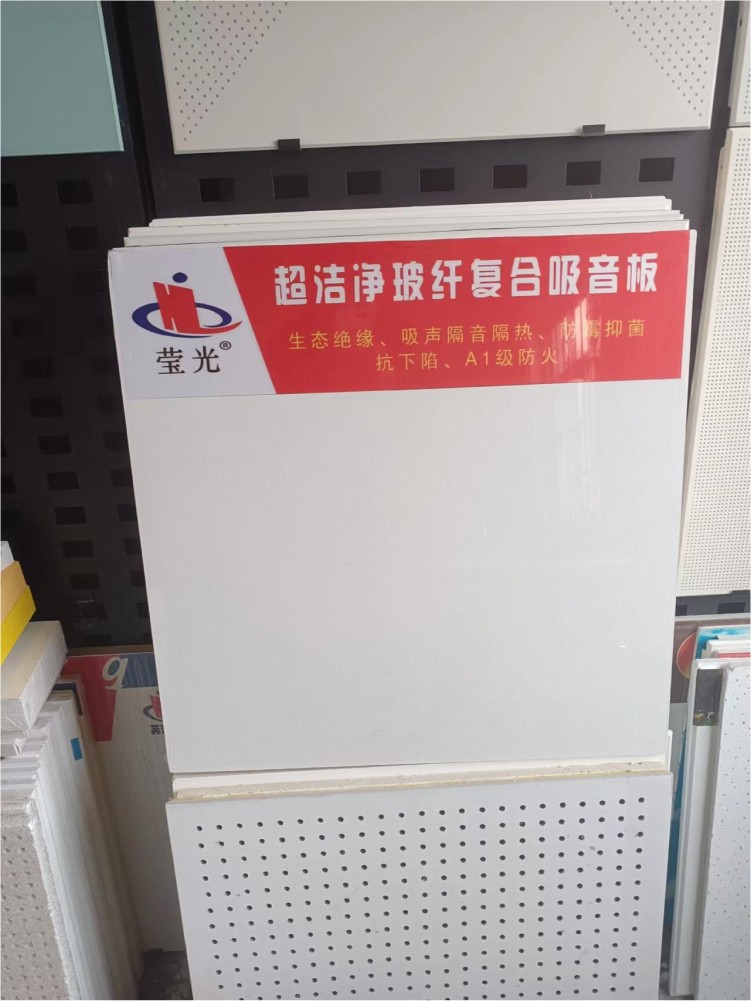 超洁净玻纤复合吸音板
莹光®
生态绝缘、吸声隔音隔热、防霉抑菌
抗下陷、A1级防火
g